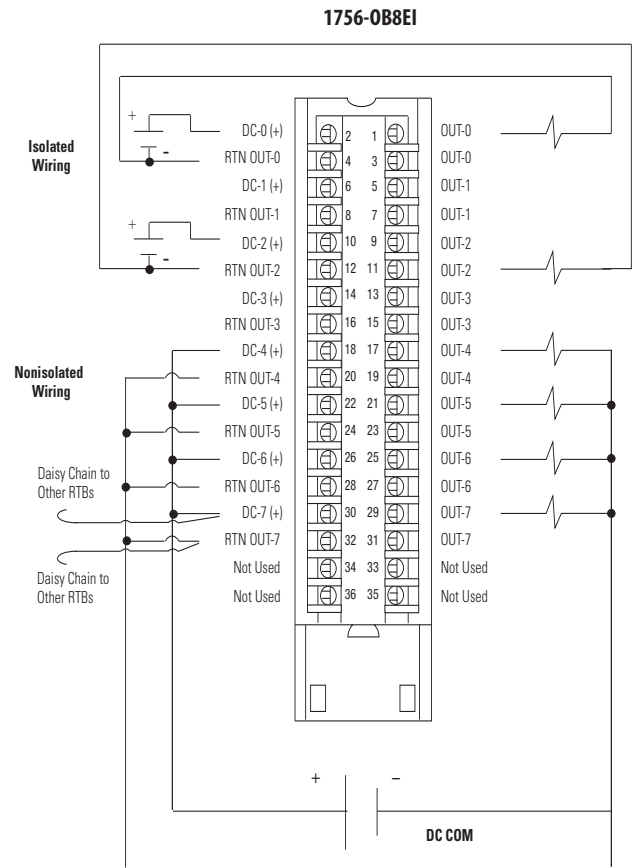 1756-OB8EI
Isolated
Wiring
+
-
+
-
DC-0 (+) 2 1 OUT-0
RTN OUT-0 4 3 OUT-0
DC-1 (+) 6 5 OUT-1
RTN OUT-1 8 7 OUT-1
DC-2 (+) 10 9 OUT-2
RTN OUT-2 12 11 OUT-2
DC-3 (+) 14 13 OUT-3
RTN OUT-3 16 15 OUT-3
DC-4 (+) 18 17 OUT-4
Nonisolated
Wiring
RTN OUT-4 20 19 OUT-4
DC-5 (+) 22 21 OUT-5
RTN OUT-5 24 23 OUT-5
DC-6 (+) 26 25 OUT-6
Daisy Chain to
Other RTBs
RTN OUT-6 28 27 OUT-6
DC-7 (+) 30 29 OUT-7
RTN OUT-7 32 31 OUT-7
Daisy Chain to
Other RTBs
Not Used 34 33 Not Used
Not Used 36 35 Not Used
+ –
DC COM